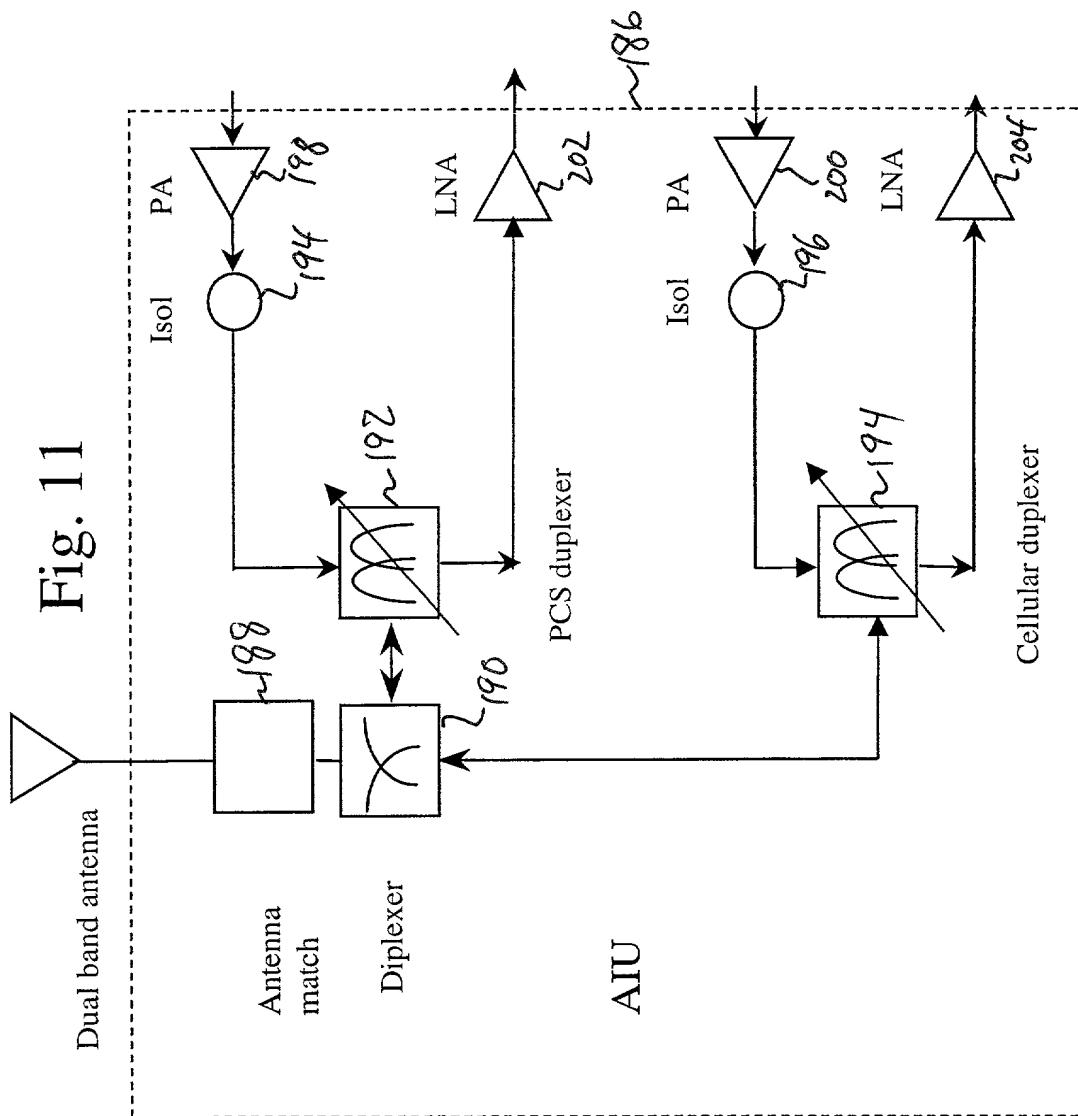 Fig. 11
Dual band antenna
Antenna
match
188
Diplexer
190
AIU
186
Isol
194
PA
198
192
PCS duplexer
LNA
202
Isol
196
PA
200
194
Cellular duplexer
LNA
204